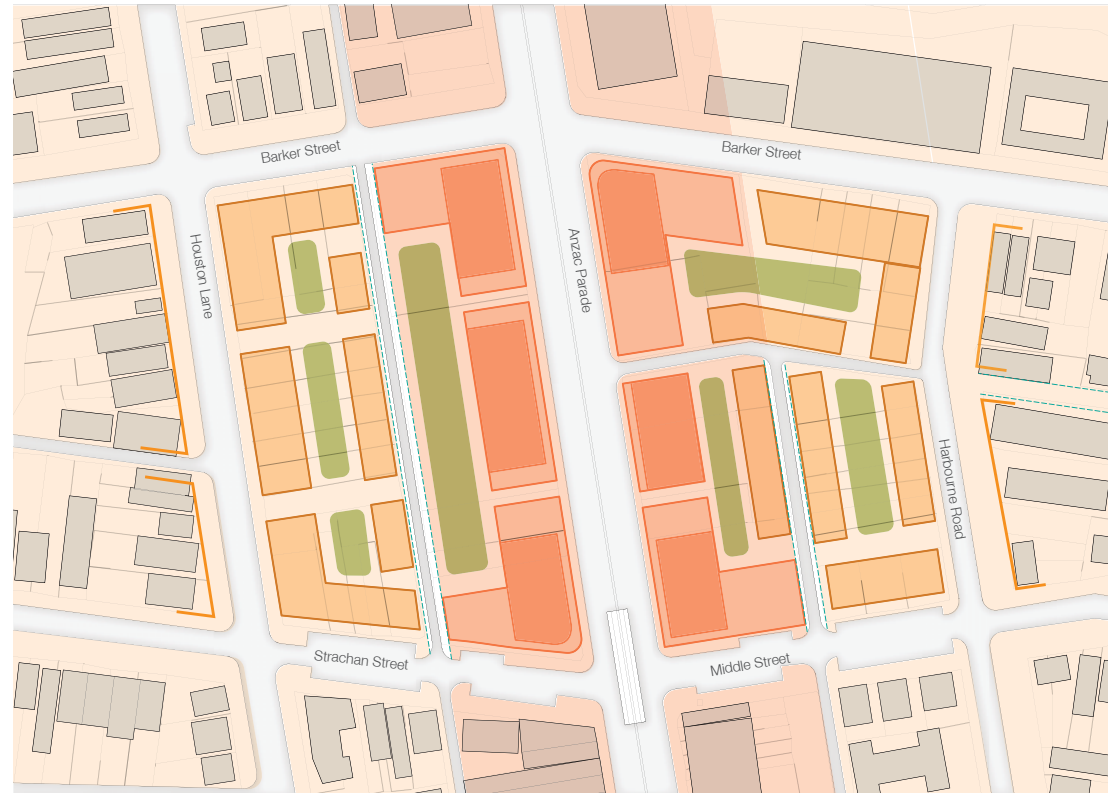 Barker Street
Barker Street
Houston Lane
Anzac Parade
Harbourne Road
Strachan Street
Middle Street